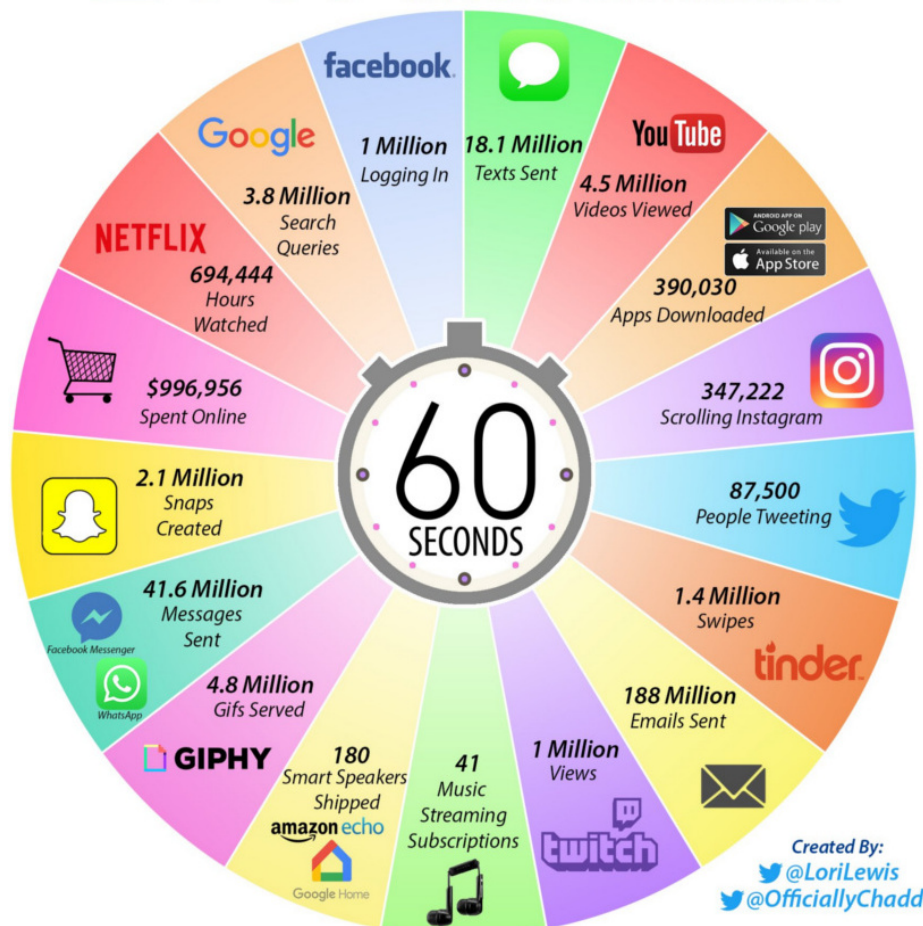 facebook
1 Million
Logging In
18.1 Million
Texts Sent
YouTube
4.5 Million
Videos Viewed
ANDROID APP ON
Google play
Available on the
App Store
390,030
Apps Downloaded
347,222
Scrolling Instagram
87,500
People Tweeting
1.4 Million
Swipes
tinder
188 Million
Emails Sent
1 Million
Views
twitch
41
Music
Streaming
Subscriptions
180
Smart Speakers
Shipped
amazon echo
Google Home
4.8 Million
Gifs Served
GIPHY
41.6 Million
Messages
Sent
Facebook Messenger
WhatsApp
2.1 Million
Snaps
Created
$996,956
Spent Online
NETFLIX
694,444
Hours
Watched
Google
3.8 Million
Search
Queries
60
SECONDS
Created By:
@LoriLewis
@OfficiallyChadd